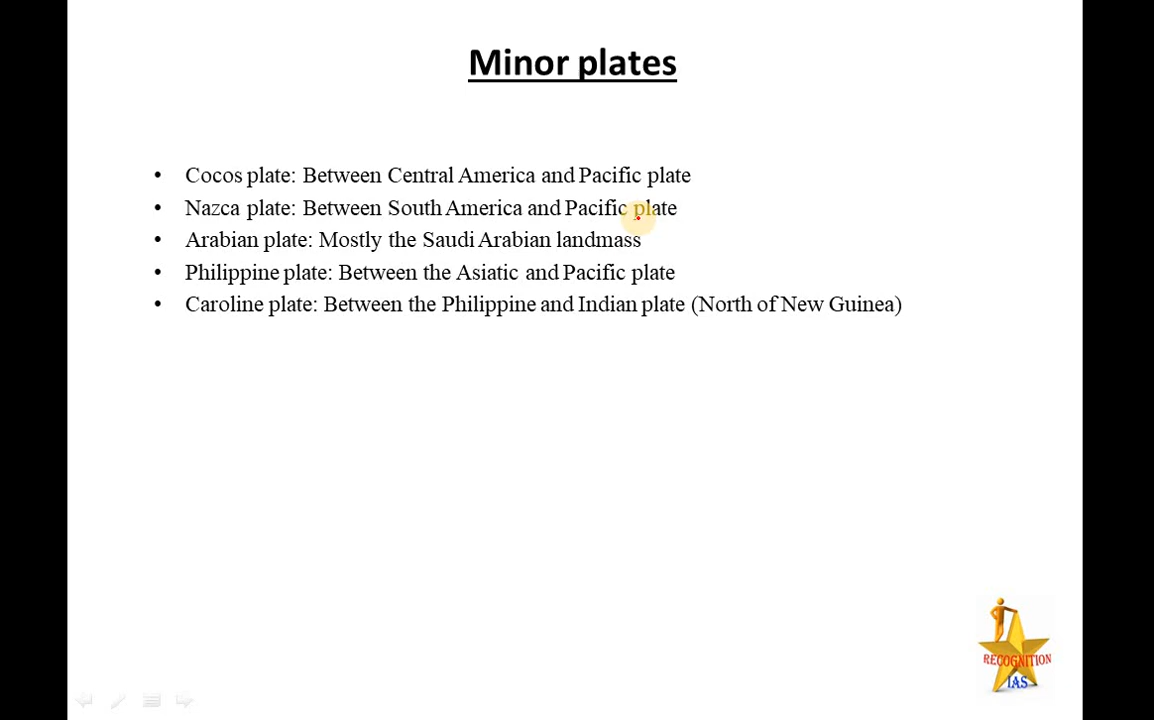 Minor plates
• Cocos plate: Between Central America and Pacific plate
• Nazca plate: Between South America and Pacific plate
• Arabian plate: Mostly the Saudi Arabian landmass
• Philippine plate: Between the Asiatic and Pacific plate
• Caroline plate: Between the Philippine and Indian plate (North of New Guinea)
RECOGNITION
IAS